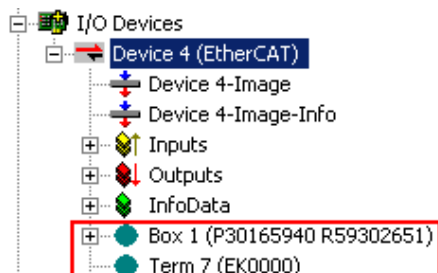 I/O Devices
Device 4 (EtherCAT)
Device 4-Image
Device 4-Image-Info
Inputs
Outputs
InfoData
Box 1 (P30165940 R59302651)
Term 7 (EK0000)